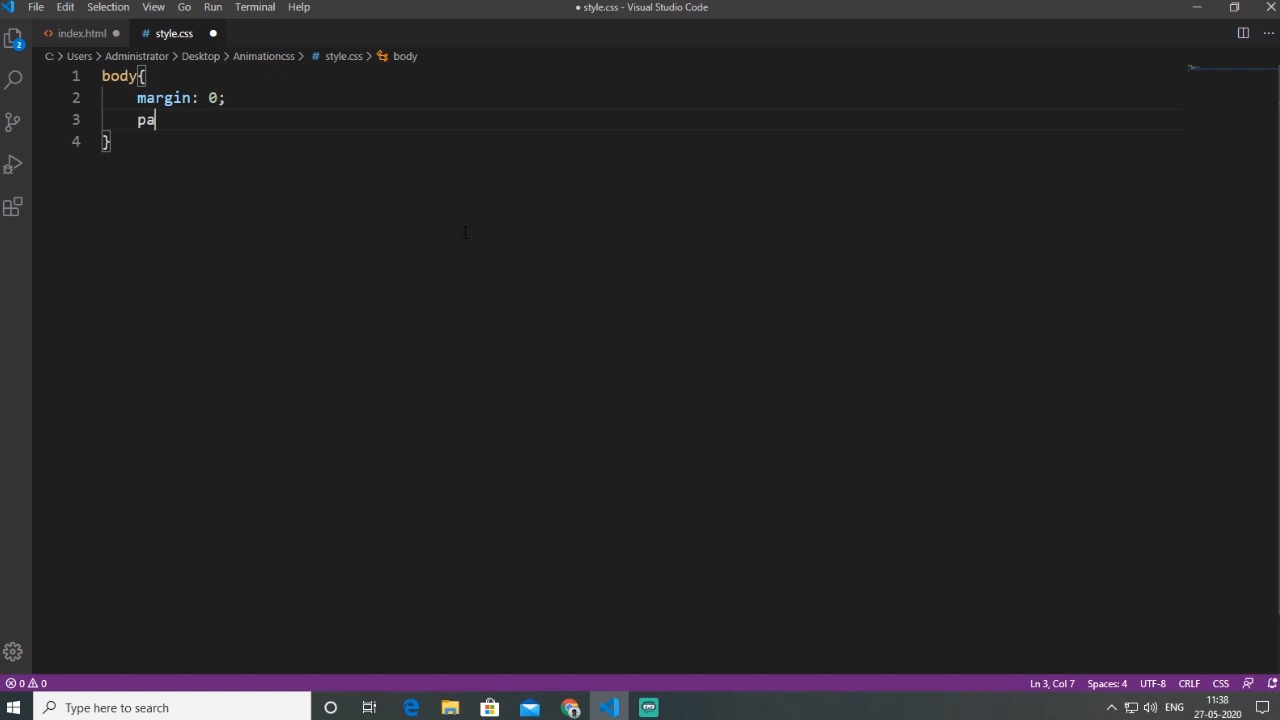 File Edit Selection View Go Run Terminal Help
● style.css - Visual Studio Code
<> index.html ●
# style.css ●
C: > Users > Administrator > Desktop > Animationcss > # style.css > body
1 body{
2 margin: 0;
3 pa
4 }
2
0 0
Ln 3, Col 7 Spaces: 4 UTF-8 CRLF CSS
Type here to search
ENG
11:38
27-05-2020